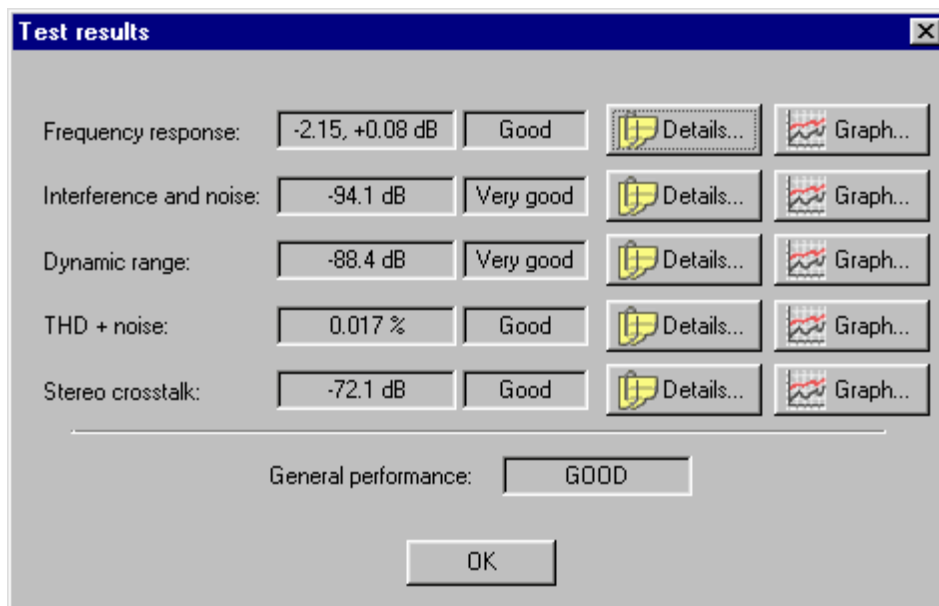 Test results
Frequency response: -2.15, +0.08 dB Good Details... Graph...
Interference and noise: -94.1 dB Very good Details... Graph...
Dynamic range: -88.4 dB Very good Details... Graph...
THD + noise: 0.017 % Good Details... Graph...
Stereo crosstalk: -72.1 dB Good Details... Graph...
General performance: GOOD
OK